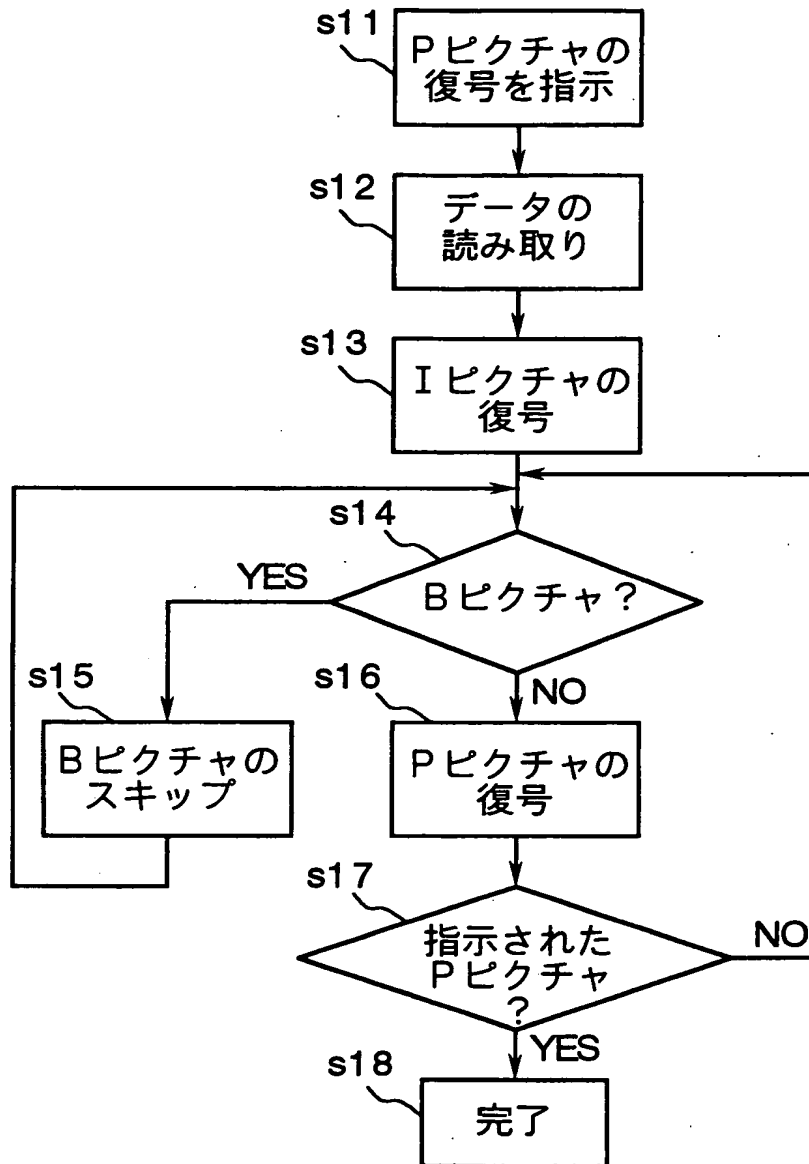 s11
Pピクチャの
復号を指示
s12
データの
読み取り
s13
Iピクチャの
復号
s14
Bピクチャ?
YES
NO
s15
Bピクチャの
スキップ
s16
Pピクチャの
復号
s17
指示された
Pピクチャ
?
NO
YES
s18
完了